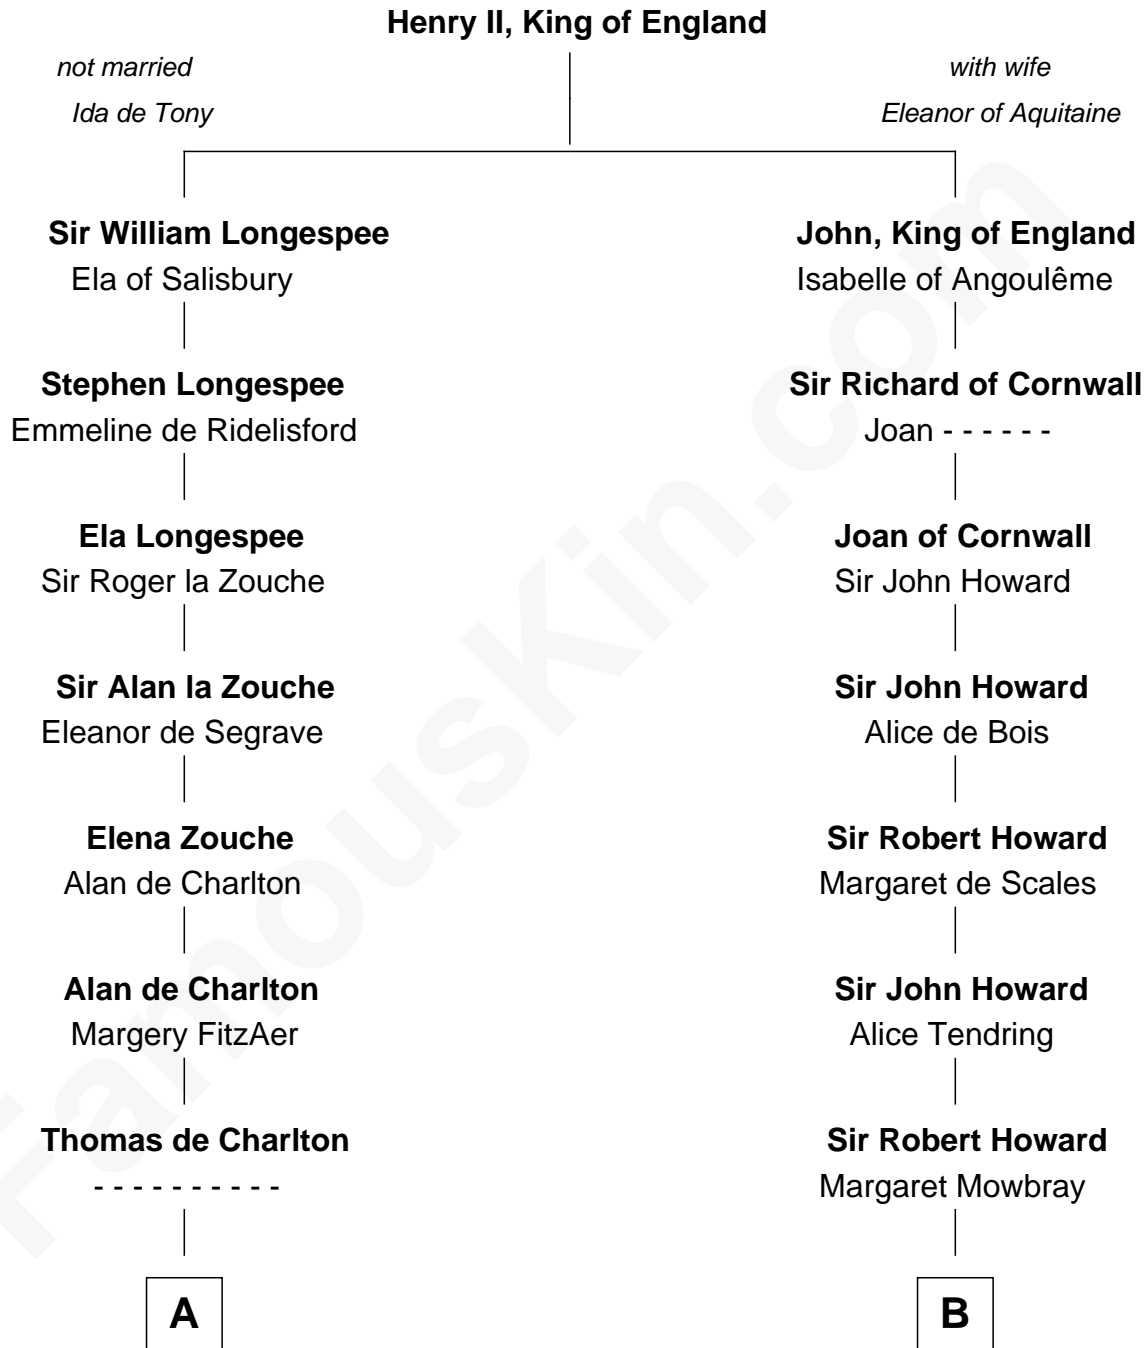 Henry II, King of England
not married
Ida de Tony
with wife
Eleanor of Aquitaine
Sir William Longespee
Ela of Salisbury
John, King of England
Isabelle of Angoulême
Stephen Longespee
Emmeline de Ridelisford
Sir Richard of Cornwall
Joan - - - - - -
Ela Longespee
Sir Roger la Zouche
Joan of Cornwall
Sir John Howard
Sir Alan la Zouche
Eleanor de Segrave
Sir John Howard
Alice de Bois
Elena Zouche
Alan de Charlton
Sir Robert Howard
Margaret de Scales
Alan de Charlton
Margery FitzAer
Sir John Howard
Alice Tendring
Thomas de Charlton
- - - - - - - - - -
Sir Robert Howard
Margaret Mowbray
A
B
FamousKin.com